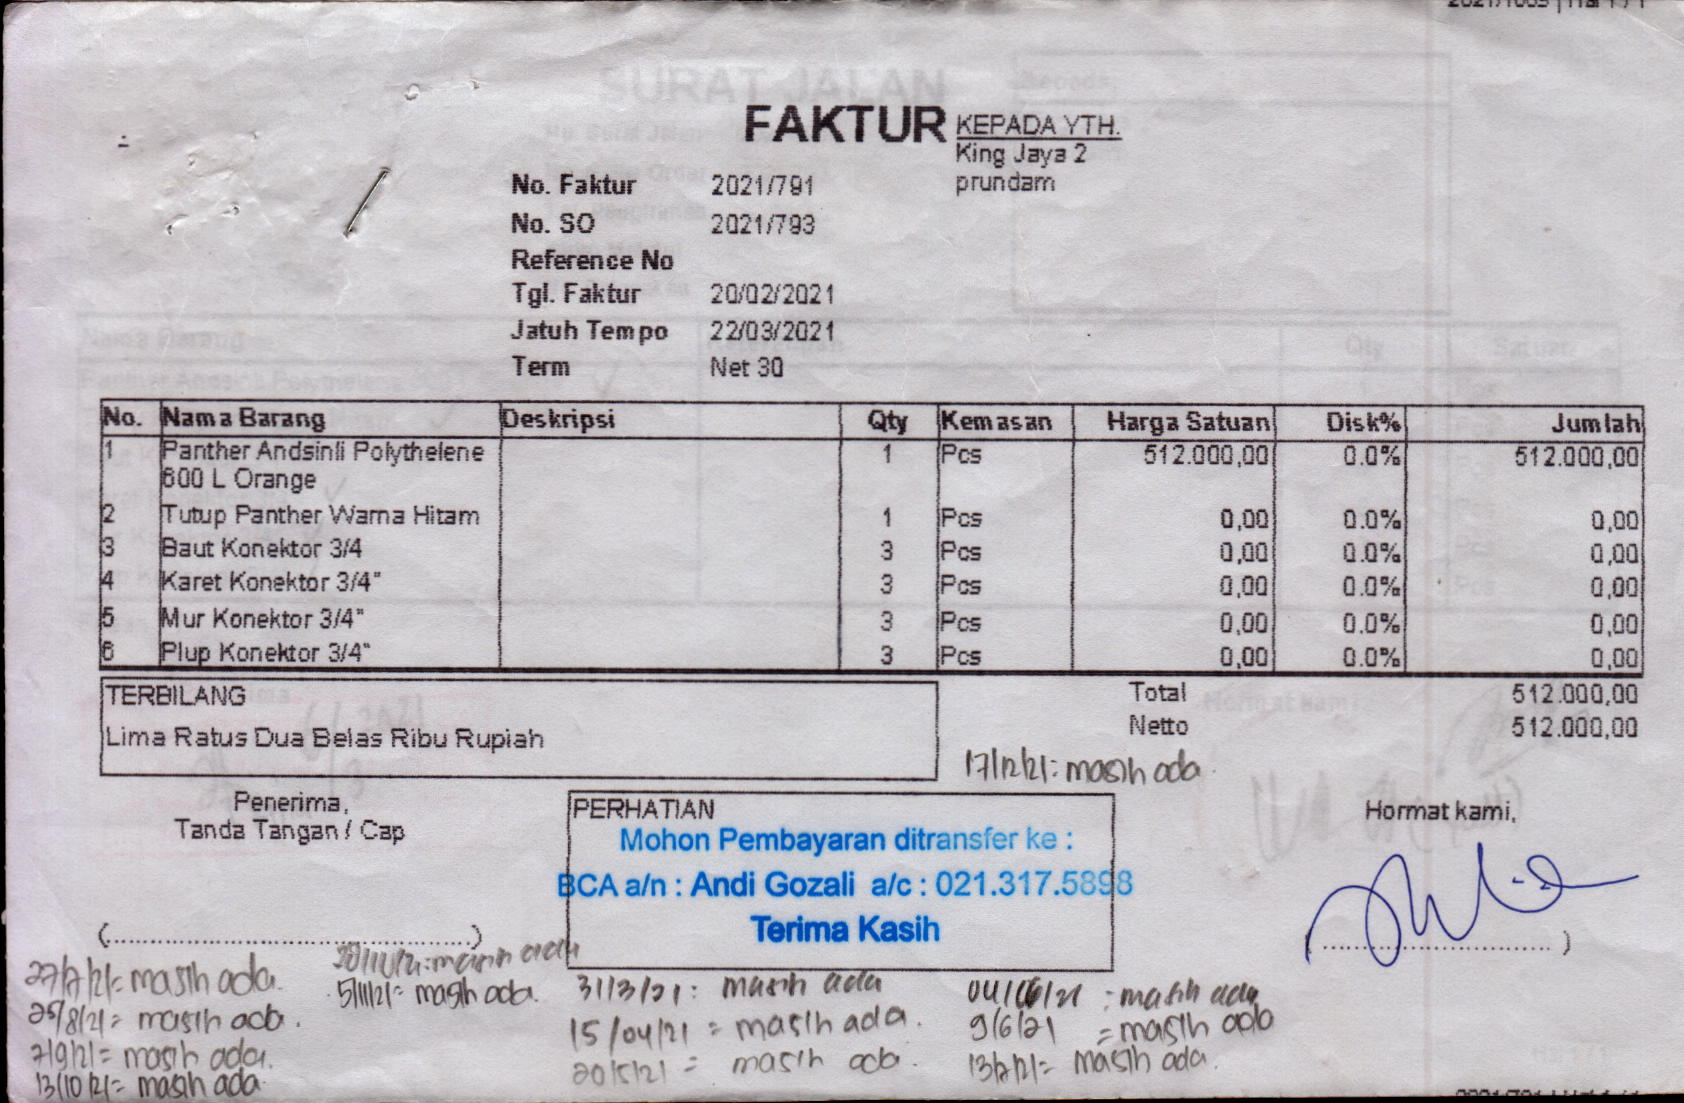 FAKTUR
KEPADA YTH.
King Jaya 2
prundam
No. Faktur 2021/791
No. SO 2021/793
Reference No
Tgl. Faktur 20/02/2021
Jatuh Tempo 22/03/2021
Term Net 30
No. Nama Barang Deskripsi Qty Kemasan Harga Satuan Disk% Jumlah
1 Panther Andsinli Polythelene 1 Pcs 512.000,00 0.0% 512.000,00
600 L Orange
2 Tutup Panther Warna Hitam 1 Pcs 0,00 0.0% 0,00
3 Baut Konektor 3/4 3 Pcs 0,00 0.0% 0,00
4 Karet Konektor 3/4" 3 Pcs 0,00 0.0% 0,00
5 Mur Konektor 3/4" 3 Pcs 0,00 0.0% 0,00
6 Plup Konektor 3/4" 3 Pcs 0,00 0.0% 0,00
TERBILANG
Lima Ratus Dua Belas Ribu Rupiah
Total 512.000,00
Netto 512.000,00
17/12/21: masih ada
Penerima,
Tanda Tangan / Cap
PERHATIAN
Mohon Pembayaran ditransfer ke :
BCA a/n : Andi Gozali a/c : 021.317.5898
Terima Kasih
Hormat kami,
27/7/21= masih ada.
25/8/21= masih ada.
7/9/21= masih ada.
13/10/21= masih ada.
masih ada
5/11/21= masih ada.
31/3/21: masih ada
15/04/21 = masih ada.
20/5/21 = masih ada.
04/06/21 : masih ada
9/6/21 = masih ada
13/7/21= masih ada.